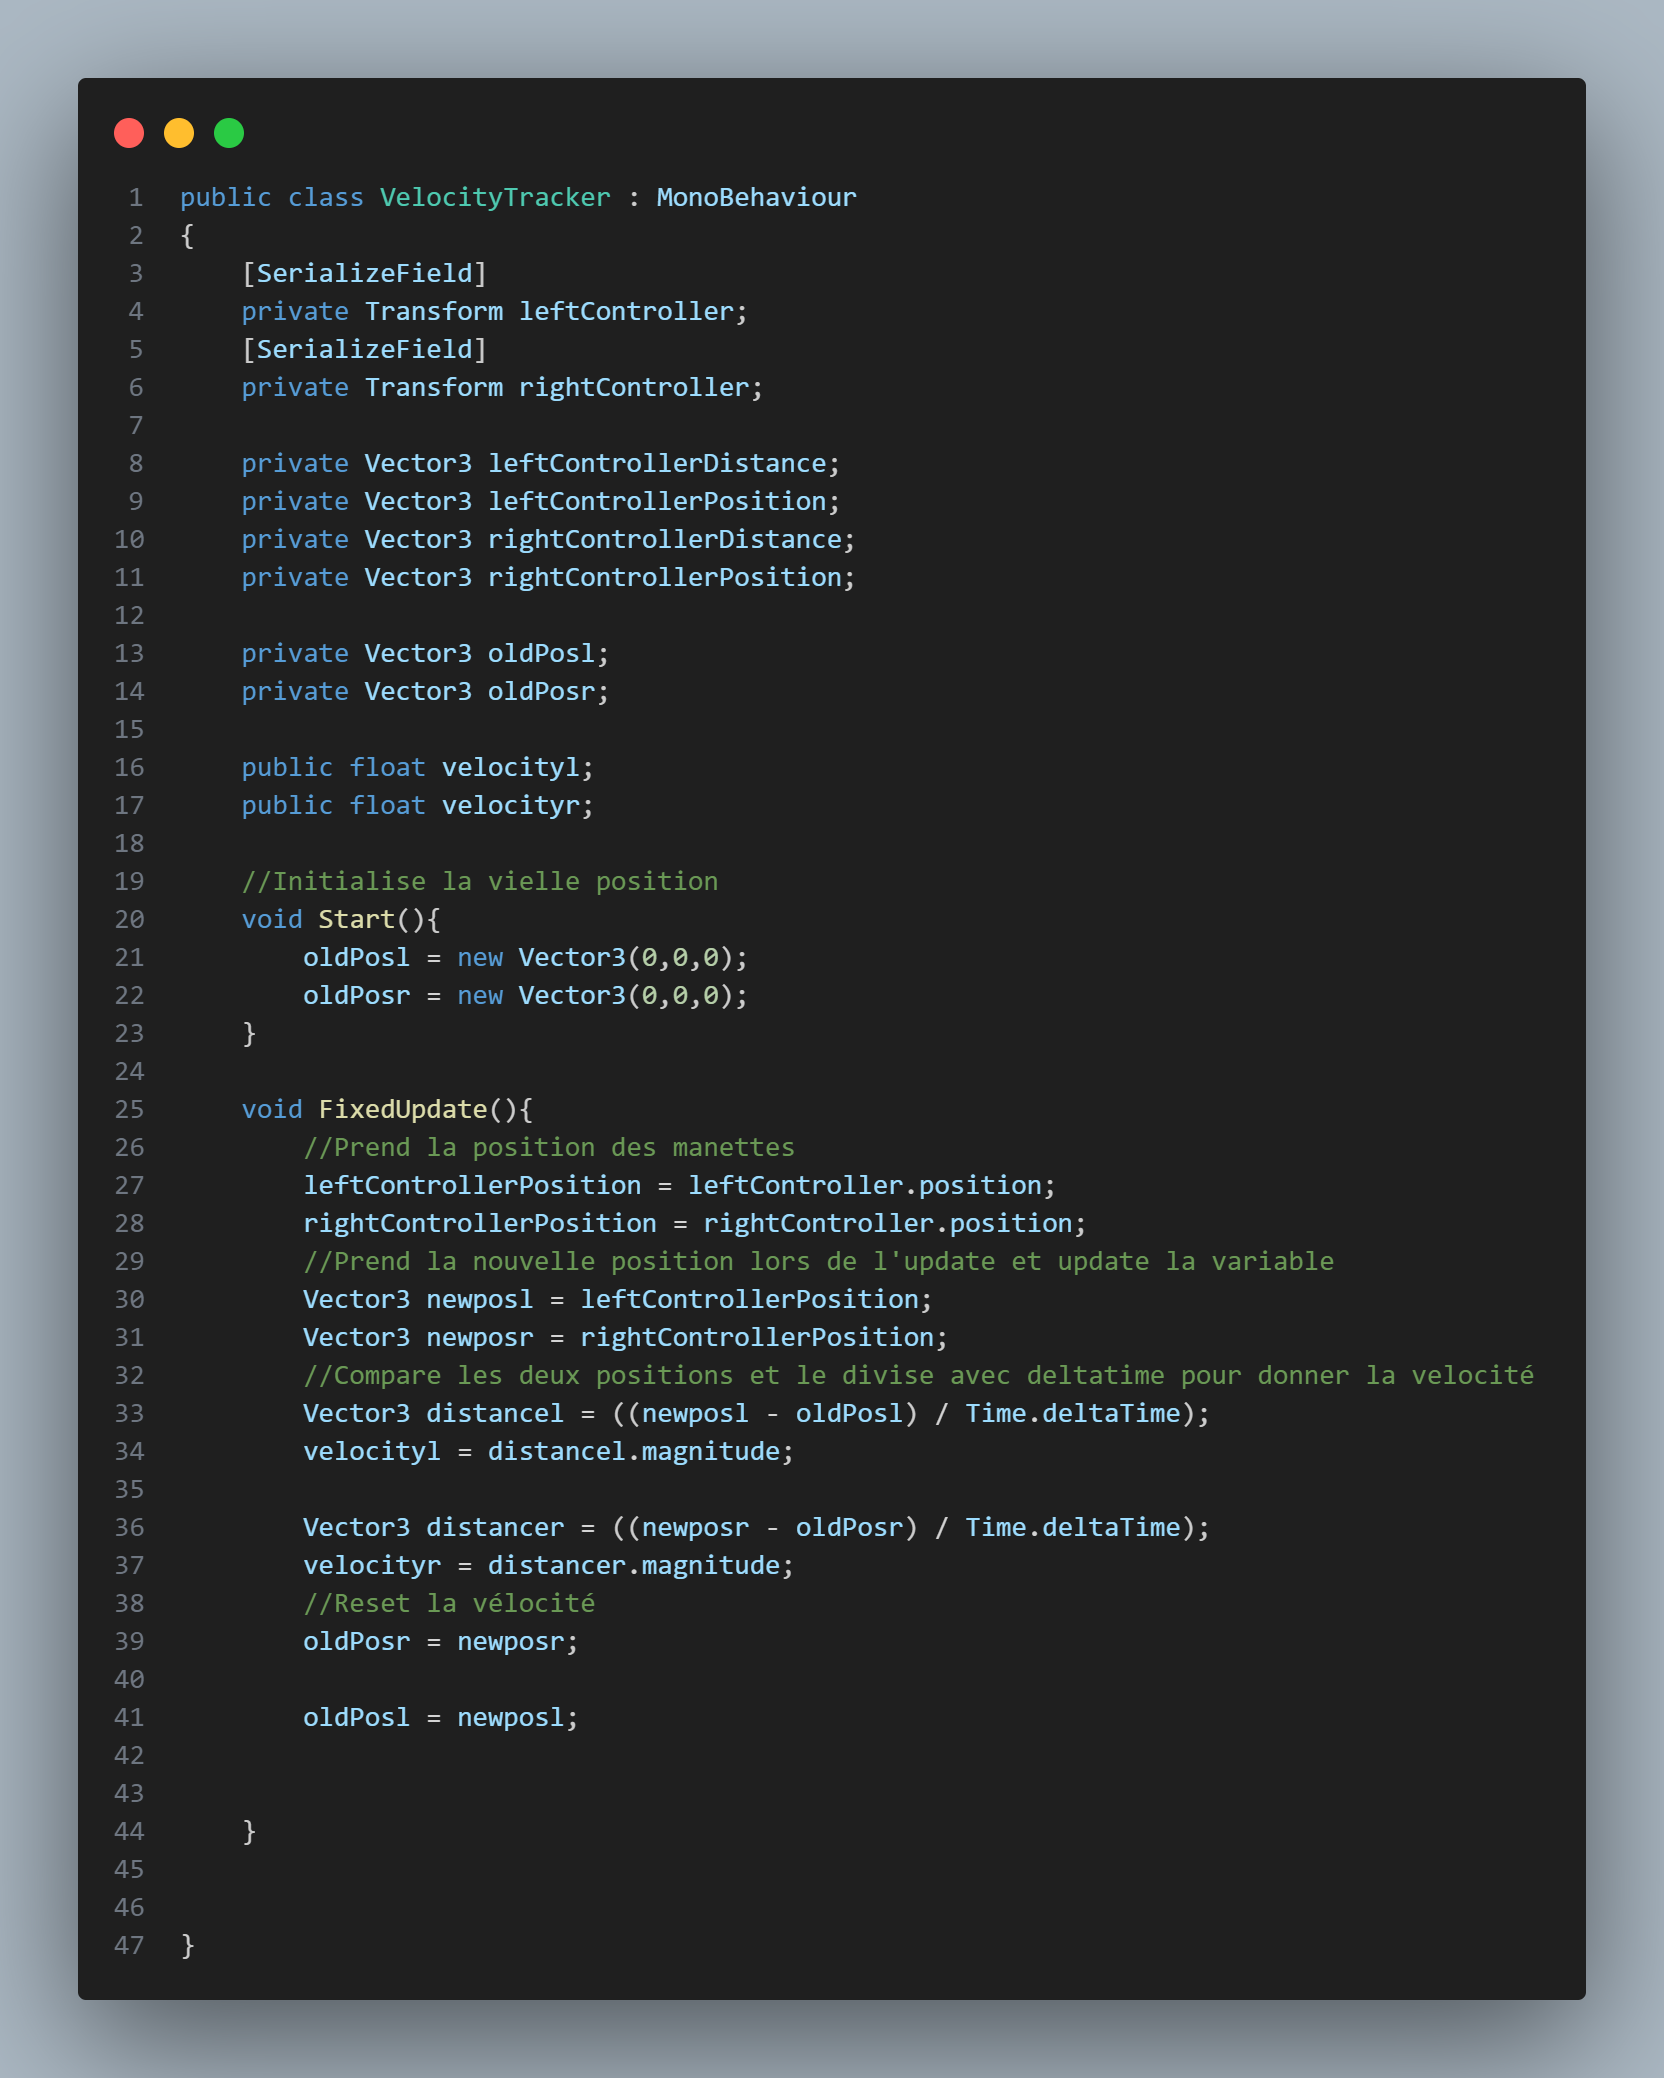 1 public class VelocityTracker : MonoBehaviour
2 {
3     [SerializeField]
4     private Transform leftController;
5     [SerializeField]
6     private Transform rightController;
7
8     private Vector3 leftControllerDistance;
9     private Vector3 leftControllerPosition;
10     private Vector3 rightControllerDistance;
11     private Vector3 rightControllerPosition;
12
13     private Vector3 oldPosl;
14     private Vector3 oldPosr;
15
16     public float velocityl;
17     public float velocityr;
18
19     //Initialise la vielle position
20     void Start(){
21         oldPosl = new Vector3(0,0,0);
22         oldPosr = new Vector3(0,0,0);
23     }
24
25     void FixedUpdate(){
26         //Prend la position des manettes
27         leftControllerPosition = leftController.position;
28         rightControllerPosition = rightController.position;
29         //Prend la nouvelle position lors de l'update et update la variable
30         Vector3 newposl = leftControllerPosition;
31         Vector3 newposr = rightControllerPosition;
32         //Compare les deux positions et le divise avec deltatime pour donner la velocité
33         Vector3 distancel = ((newposl - oldPosl) / Time.deltaTime);
34         velocityl = distancel.magnitude;
35
36         Vector3 distancer = ((newposr - oldPosr) / Time.deltaTime);
37         velocityr = distancer.magnitude;
38         //Reset la vélocité
39         oldPosr = newposr;
40
41         oldPosl = newposl;
42
43
44     }
45
46
47 }